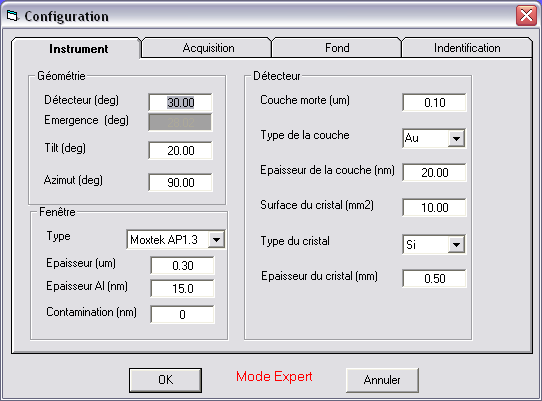 Configuration
Instrument
Acquisition
Fond
Indentification
Géométrie
Détecteur (deg)
30.00
Emergence (deg)
Tilt (deg)
20.00
Azimut (deg)
90.00
Fenêtre
Type
Moxtek AP1.3
Epaisseur (um)
0.30
Epaisseur Al (nm)
15.0
Contamination (nm)
0
Détecteur
Couche morte (um)
0.10
Type de la couche
Au
Epaisseur de la couche (nm)
20.00
Surface du cristal (mm2)
10.00
Type du cristal
Si
Epaisseur du cristal (mm)
0.50
OK
Mode Expert
Annuler